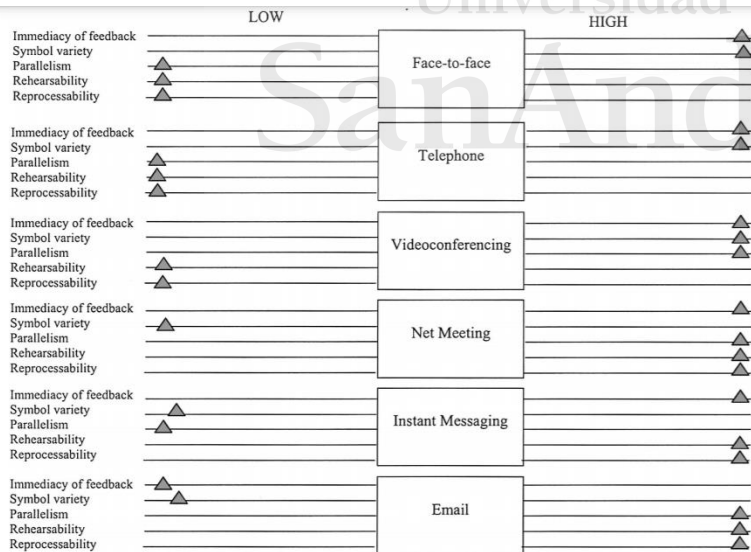 Universidad
SanAnd
LOW
HIGH
Immediacy of feedback
Symbol variety
Parallelism
Rehearsability
Reprocessability
Face-to-face
Immediacy of feedback
Symbol variety
Parallelism
Rehearsability
Reprocessability
Telephone
Immediacy of feedback
Symbol variety
Parallelism
Rehearsability
Reprocessability
Videoconferencing
Immediacy of feedback
Symbol variety
Parallelism
Rehearsability
Reprocessability
Net Meeting
Immediacy of feedback
Symbol variety
Parallelism
Rehearsability
Reprocessability
Instant Messaging
Immediacy of feedback
Symbol variety
Parallelism
Rehearsability
Reprocessability
Email